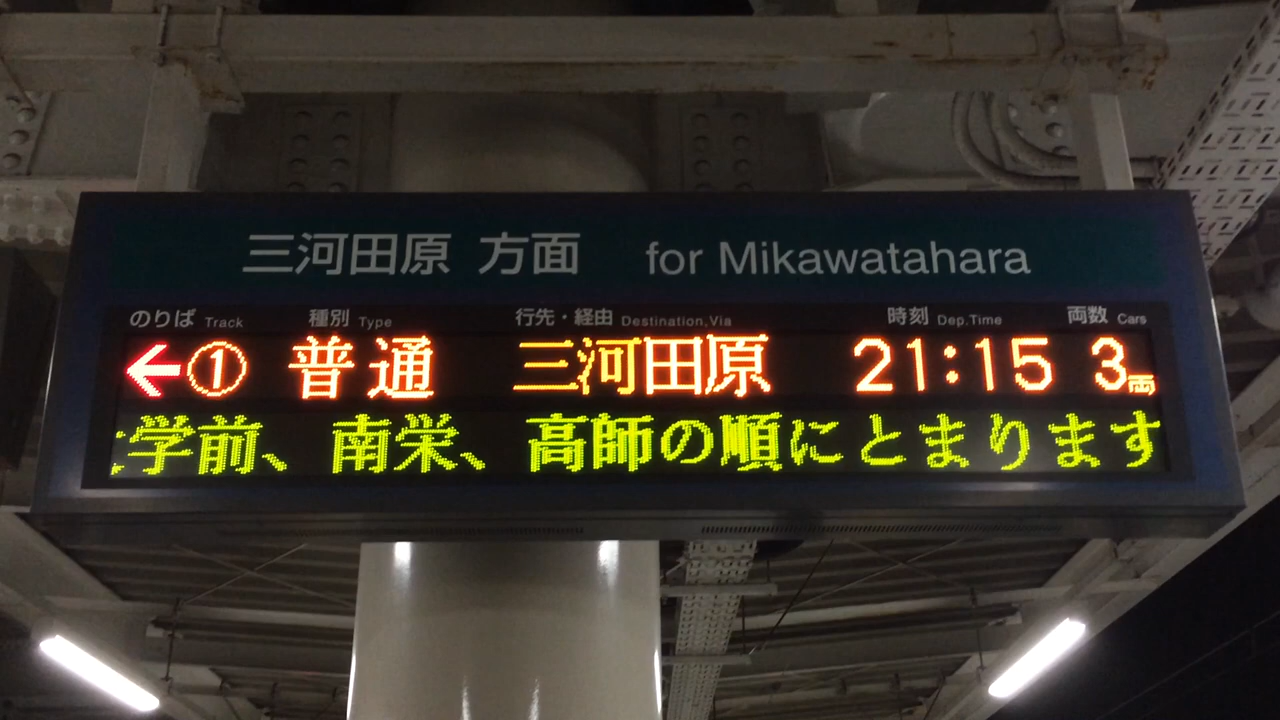 三河田原 方面 for Mikawatahara
のりば Track 種別 Type 行先・経由 Destination,Via 時刻 Dep.Time 両数 Cars
←① 普通 三河田原 21:15 3両
学前、南栄、高師の順にとまります